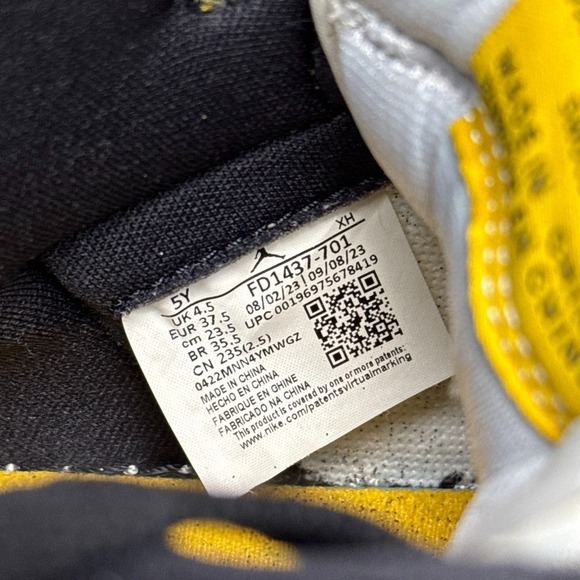 XH
5Y
UK 4.5
EUR 37.5
cm 23.5
BR 35.5
CN 235(2.5)
FD1437-701
08/02/23 | 09/08/23
UPC 00196975678419
0422MNN4YMWGZ
MADE IN CHINA
HECHO EN CHINA
FABRIQUE EN CHINE
FABRICADO NA CHINA
This product is covered by one or more patents:
www.nike.com/patentsvirtualmarking
MADE IN